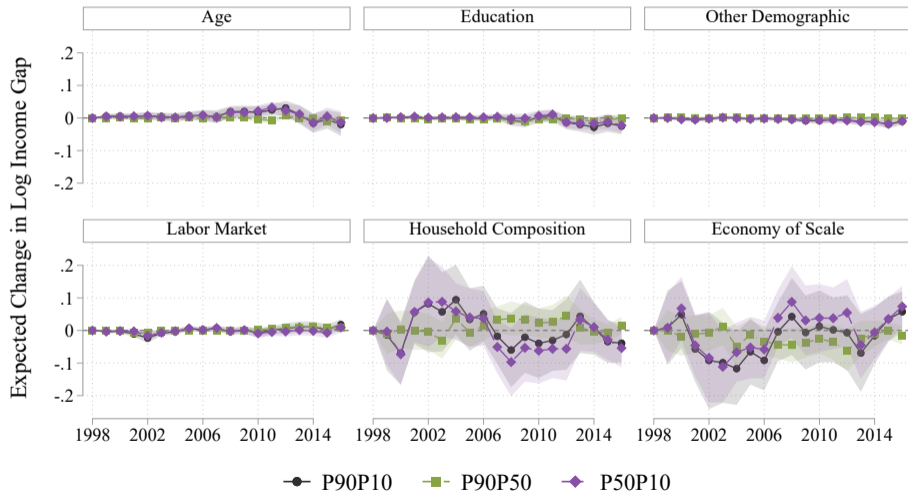 Expected Change in Log Income Gap
Age
Education
Other Demographic
.2
.1
0
-.1
-.2
Labor Market
Household Composition
Economy of Scale
.2
.1
0
-.1
-.2
1998 2002 2006 2010 2014
1998 2002 2006 2010 2014
1998 2002 2006 2010 2014
P90P10 P90P50 P50P10